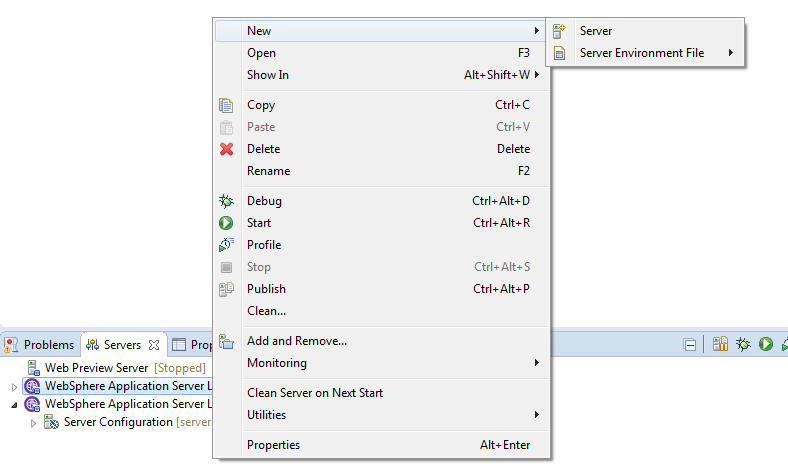 New
Server
Open F3
Server Environment File
Show In Alt+Shift+W
Copy Ctrl+C
Paste Ctrl+V
Delete Delete
Rename F2
Debug Ctrl+Alt+D
Start Ctrl+Alt+R
Profile
Stop Ctrl+Alt+S
Publish Ctrl+Alt+P
Clean...
Add and Remove...
Monitoring
Clean Server on Next Start
Utilities
Properties Alt+Enter
Problems Servers Prop
Web Preview Server [Stopped]
WebSphere Application Server L
WebSphere Application Server L
Server Configuration [server